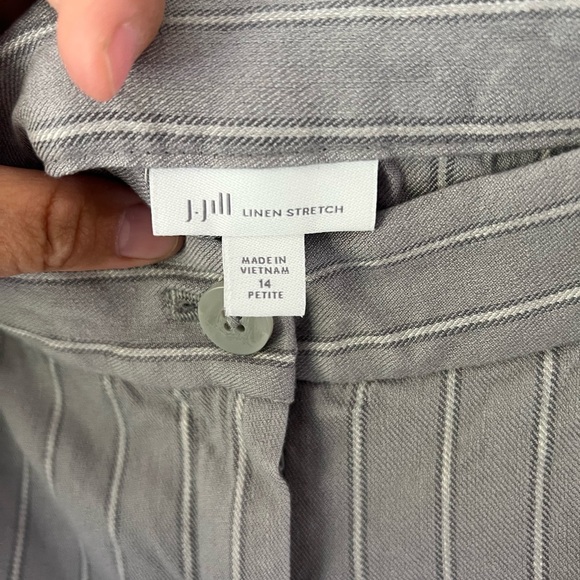 J.Jill LINEN STRETCH
MADE IN
VIETNAM
14
PETITE